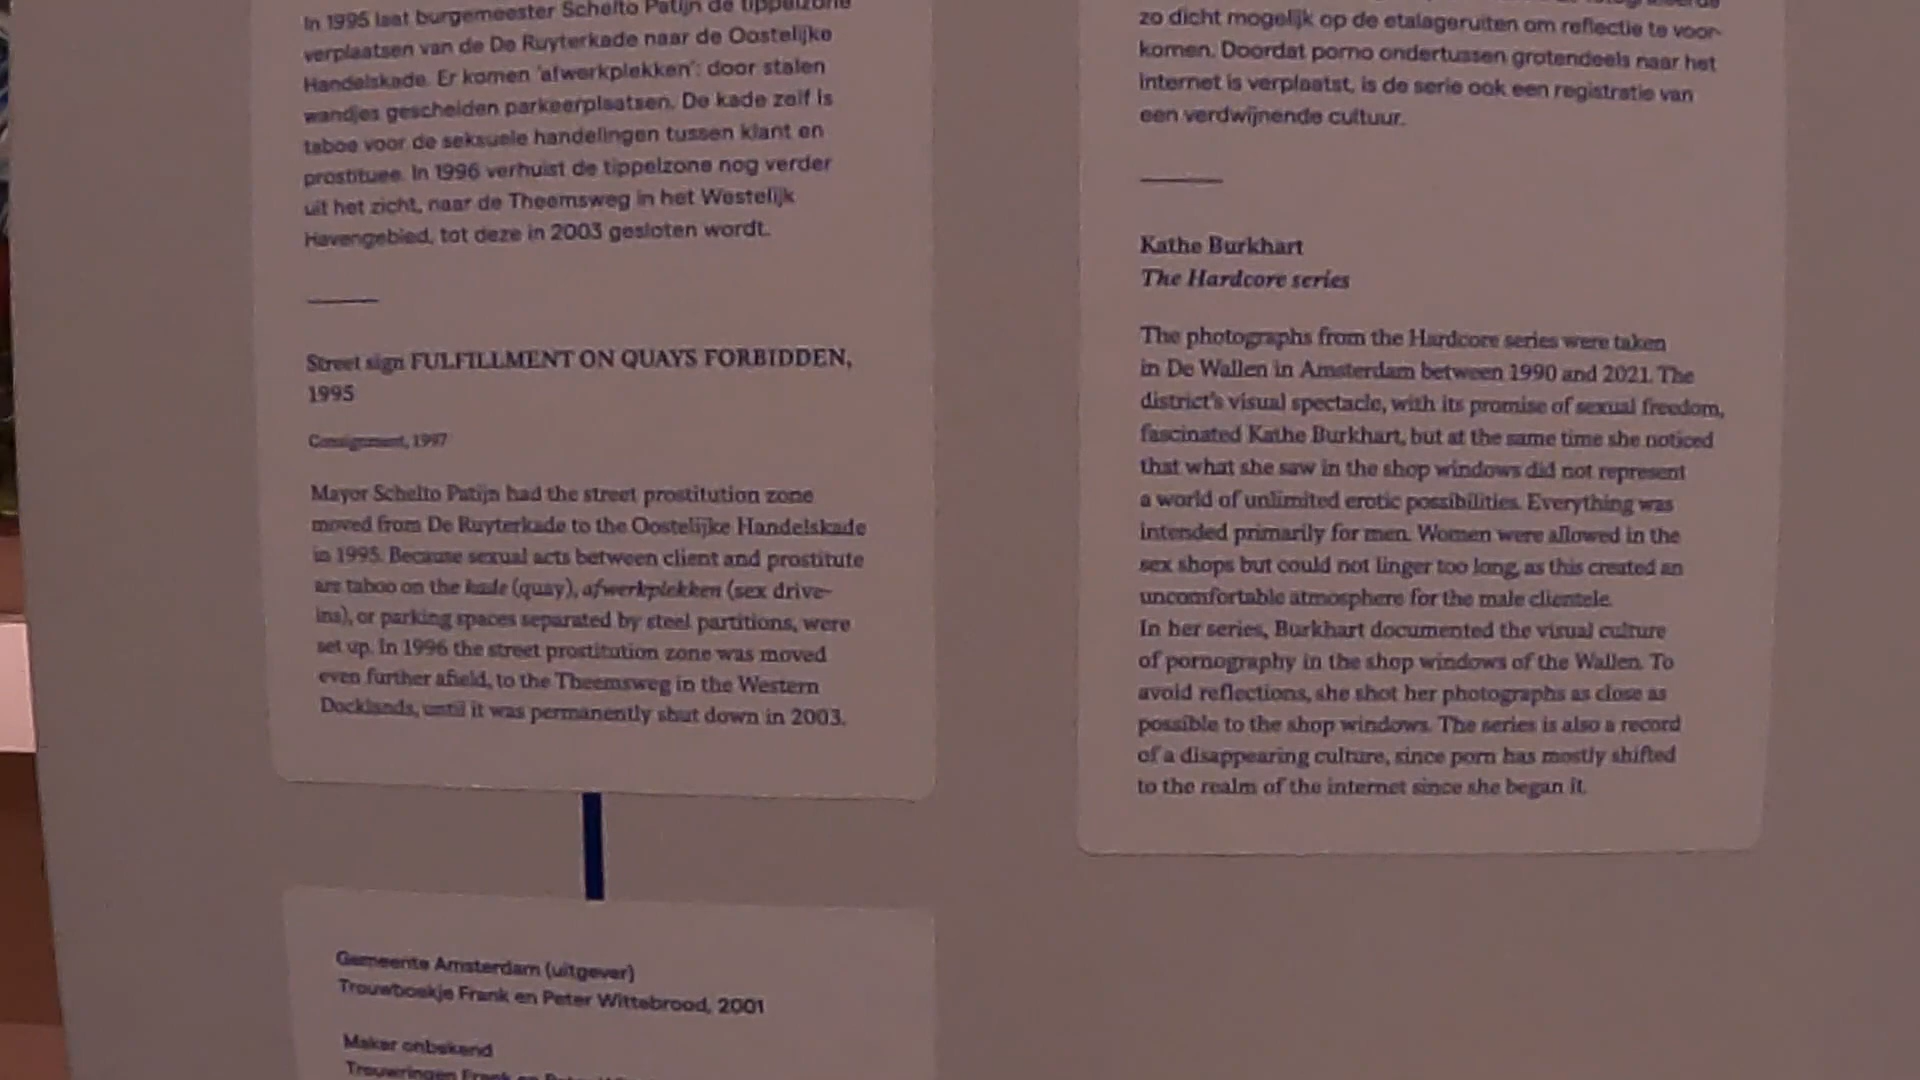 In 1995 laat burgemeester Schelto Patijn de tippelzone
verplaatsen van de De Ruyterkade naar de Oostelijke
Handelskade. Er komen 'afwerkplekken': door stalen
wandjes gescheiden parkeerplaatsen. De kade zelf is
taboe voor de seksuele handelingen tussen klant en
prostituee. In 1996 verhuist de tippelzone nog verder
uit het zicht, naar de Theemsweg in het Westelijk
Havengebied, tot deze in 2003 gesloten wordt.
Street sign FULFILLMENT ON QUAYS FORBIDDEN,
1995
Consignment, 1997
Mayor Schelto Patijn had the street prostitution zone
moved from De Ruyterkade to the Oostelijke Handelskade
in 1995. Because sexual acts between client and prostitute
are taboo on the kade (quay), afwerkplekken (sex drive-
ins), or parking spaces separated by steel partitions, were
set up. In 1996 the street prostitution zone was moved
even further afield, to the Theemsweg in the Western
Docklands, until it was permanently shut down in 2003.
Gemeente Amsterdam (uitgever)
Trouwboekje Frank en Peter Wittebrood, 2001
Maker onbekend
Trouwringen Frank en Peter
zo dicht mogelijk op de etalageruiten om reflectie te voor-
komen. Doordat porno ondertussen grotendeels naar het
internet is verplaatst, is de serie ook een registratie van
een verdwijnende cultuur.
Kathe Burkhart
The Hardcore series
The photographs from the Hardcore series were taken
in De Wallen in Amsterdam between 1990 and 2021. The
district's visual spectacle, with its promise of sexual freedom,
fascinated Kathe Burkhart, but at the same time she noticed
that what she saw in the shop windows did not represent
a world of unlimited erotic possibilities. Everything was
intended primarily for men. Women were allowed in the
sex shops but could not linger too long, as this created an
uncomfortable atmosphere for the male clientele.
In her series, Burkhart documented the visual culture
of pornography in the shop windows of the Wallen. To
avoid reflections, she shot her photographs as close as
possible to the shop windows. The series is also a record
of a disappearing culture, since porn has mostly shifted
to the realm of the internet since she began it.